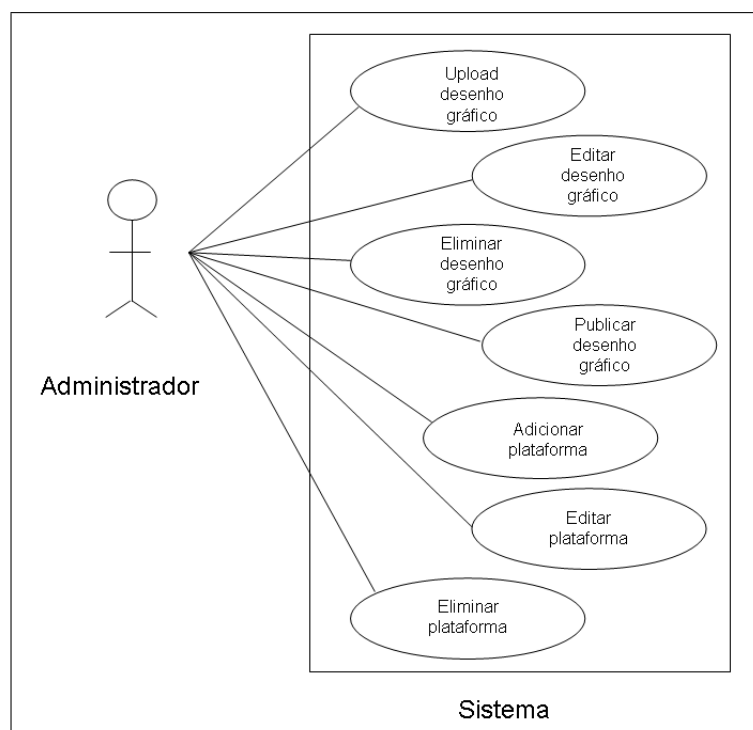 Upload
desenho
gráfico
Editar
desenho
gráfico
Eliminar
desenho
gráfico
Publicar
desenho
gráfico
Administrador
Adicionar
plataforma
Editar
plataforma
Eliminar
plataforma
Sistema